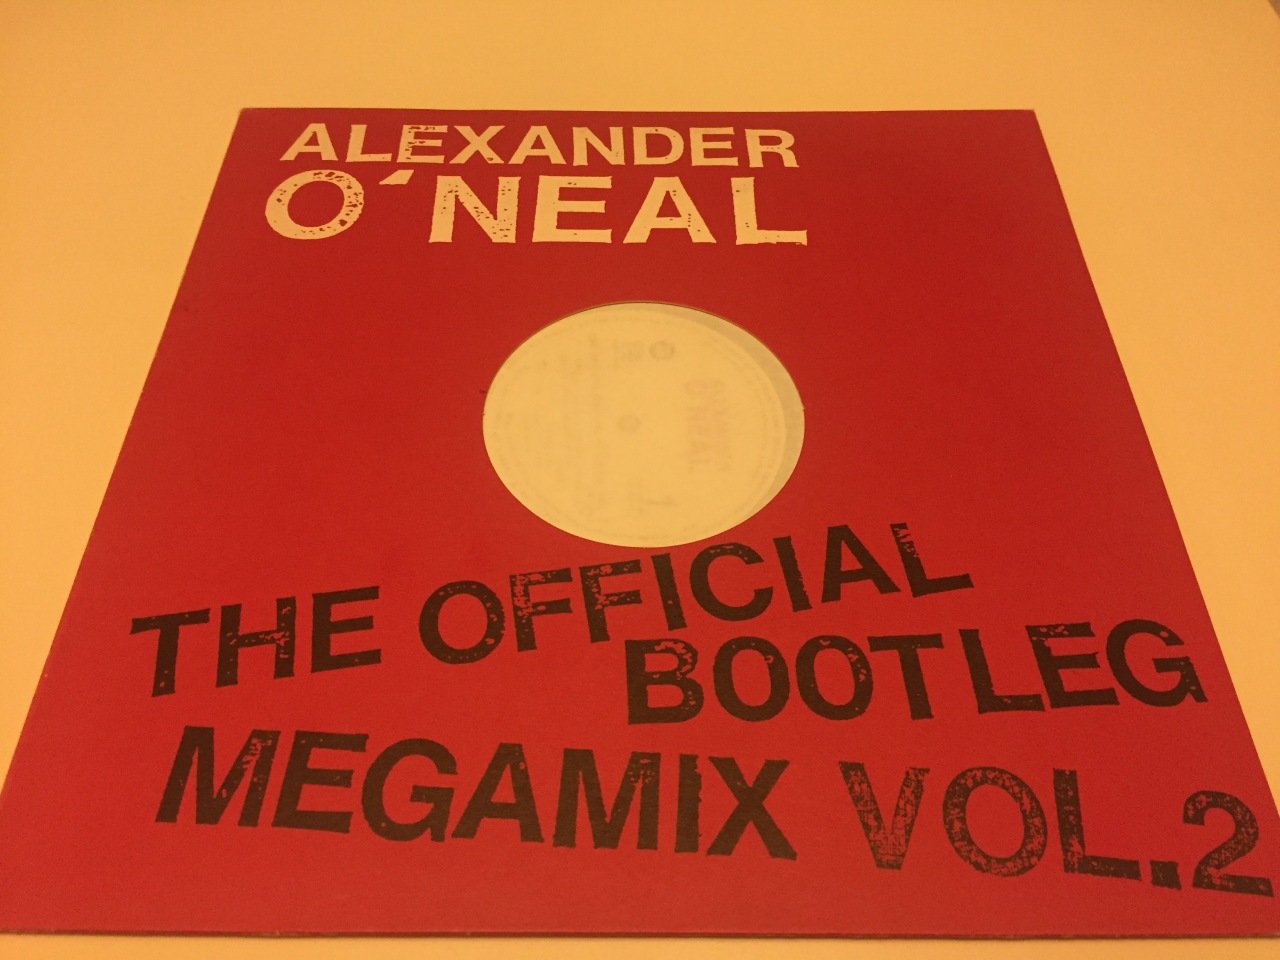 ALEXANDER
O´NEAL
THE OFFICIAL
BOOTLEG
MEGAMIX VOL.2